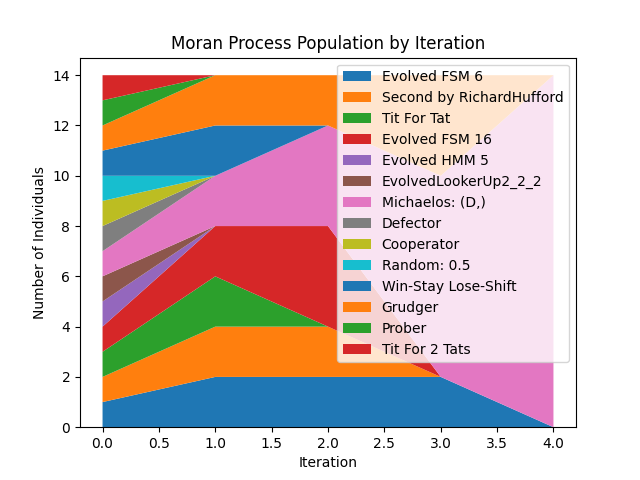 Moran Process Population by Iteration
Number of Individuals
14
12
10
8
6
4
2
0
Evolved FSM 6
Second by RichardHufford
Tit For Tat
Evolved FSM 16
Evolved HMM 5
EvolvedLookerUp2_2_2
Michaelos: (D,)
Defector
Cooperator
Random: 0.5
Win-Stay Lose-Shift
Grudger
Prober
Tit For 2 Tats
0.0 0.5 1.0 1.5 2.0 2.5 3.0 3.5 4.0
Iteration